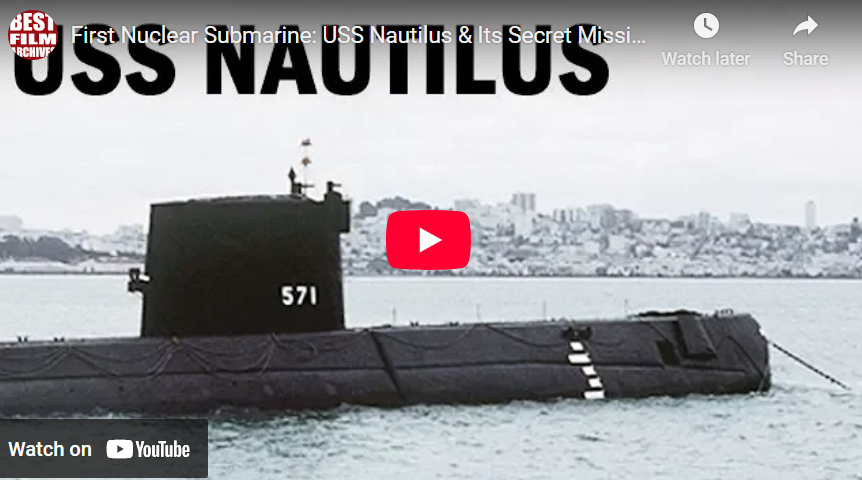 BEST
FILM
ARCHIVES
First Nuclear Submarine: USS Nautilus & Its Secret Missi...
Watch later
Share
USS NAUTILUS
571
Watch on YouTube